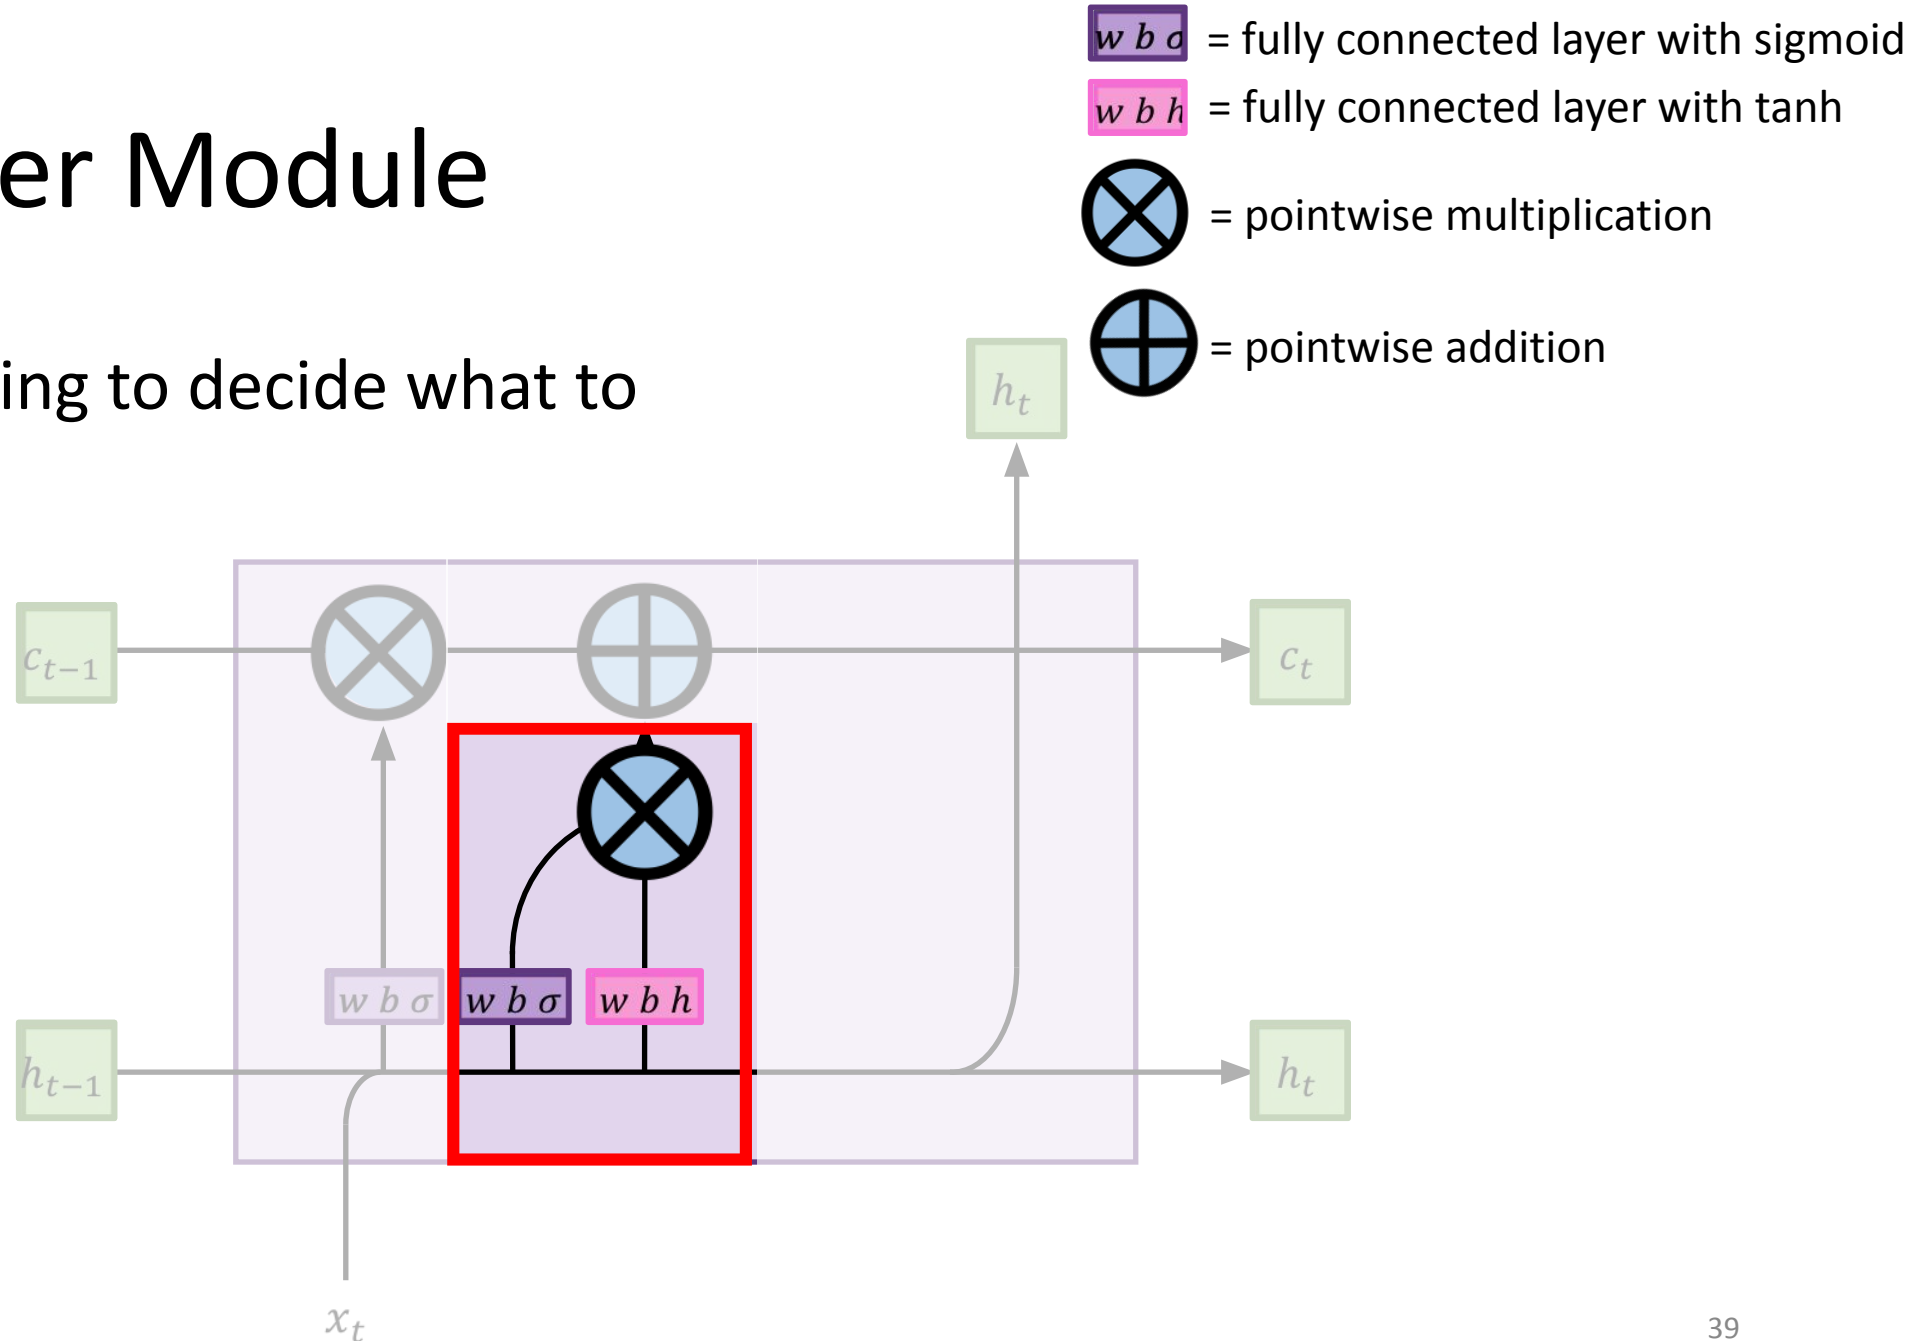 w b σ = fully connected layer with sigmoid
w b h = fully connected layer with tanh
er Module
= pointwise multiplication
= pointwise addition
ing to decide what to
h_t
c_{t-1}
c_t
w b σ w b σ w b h
h_{t-1}
h_t
x_t
39